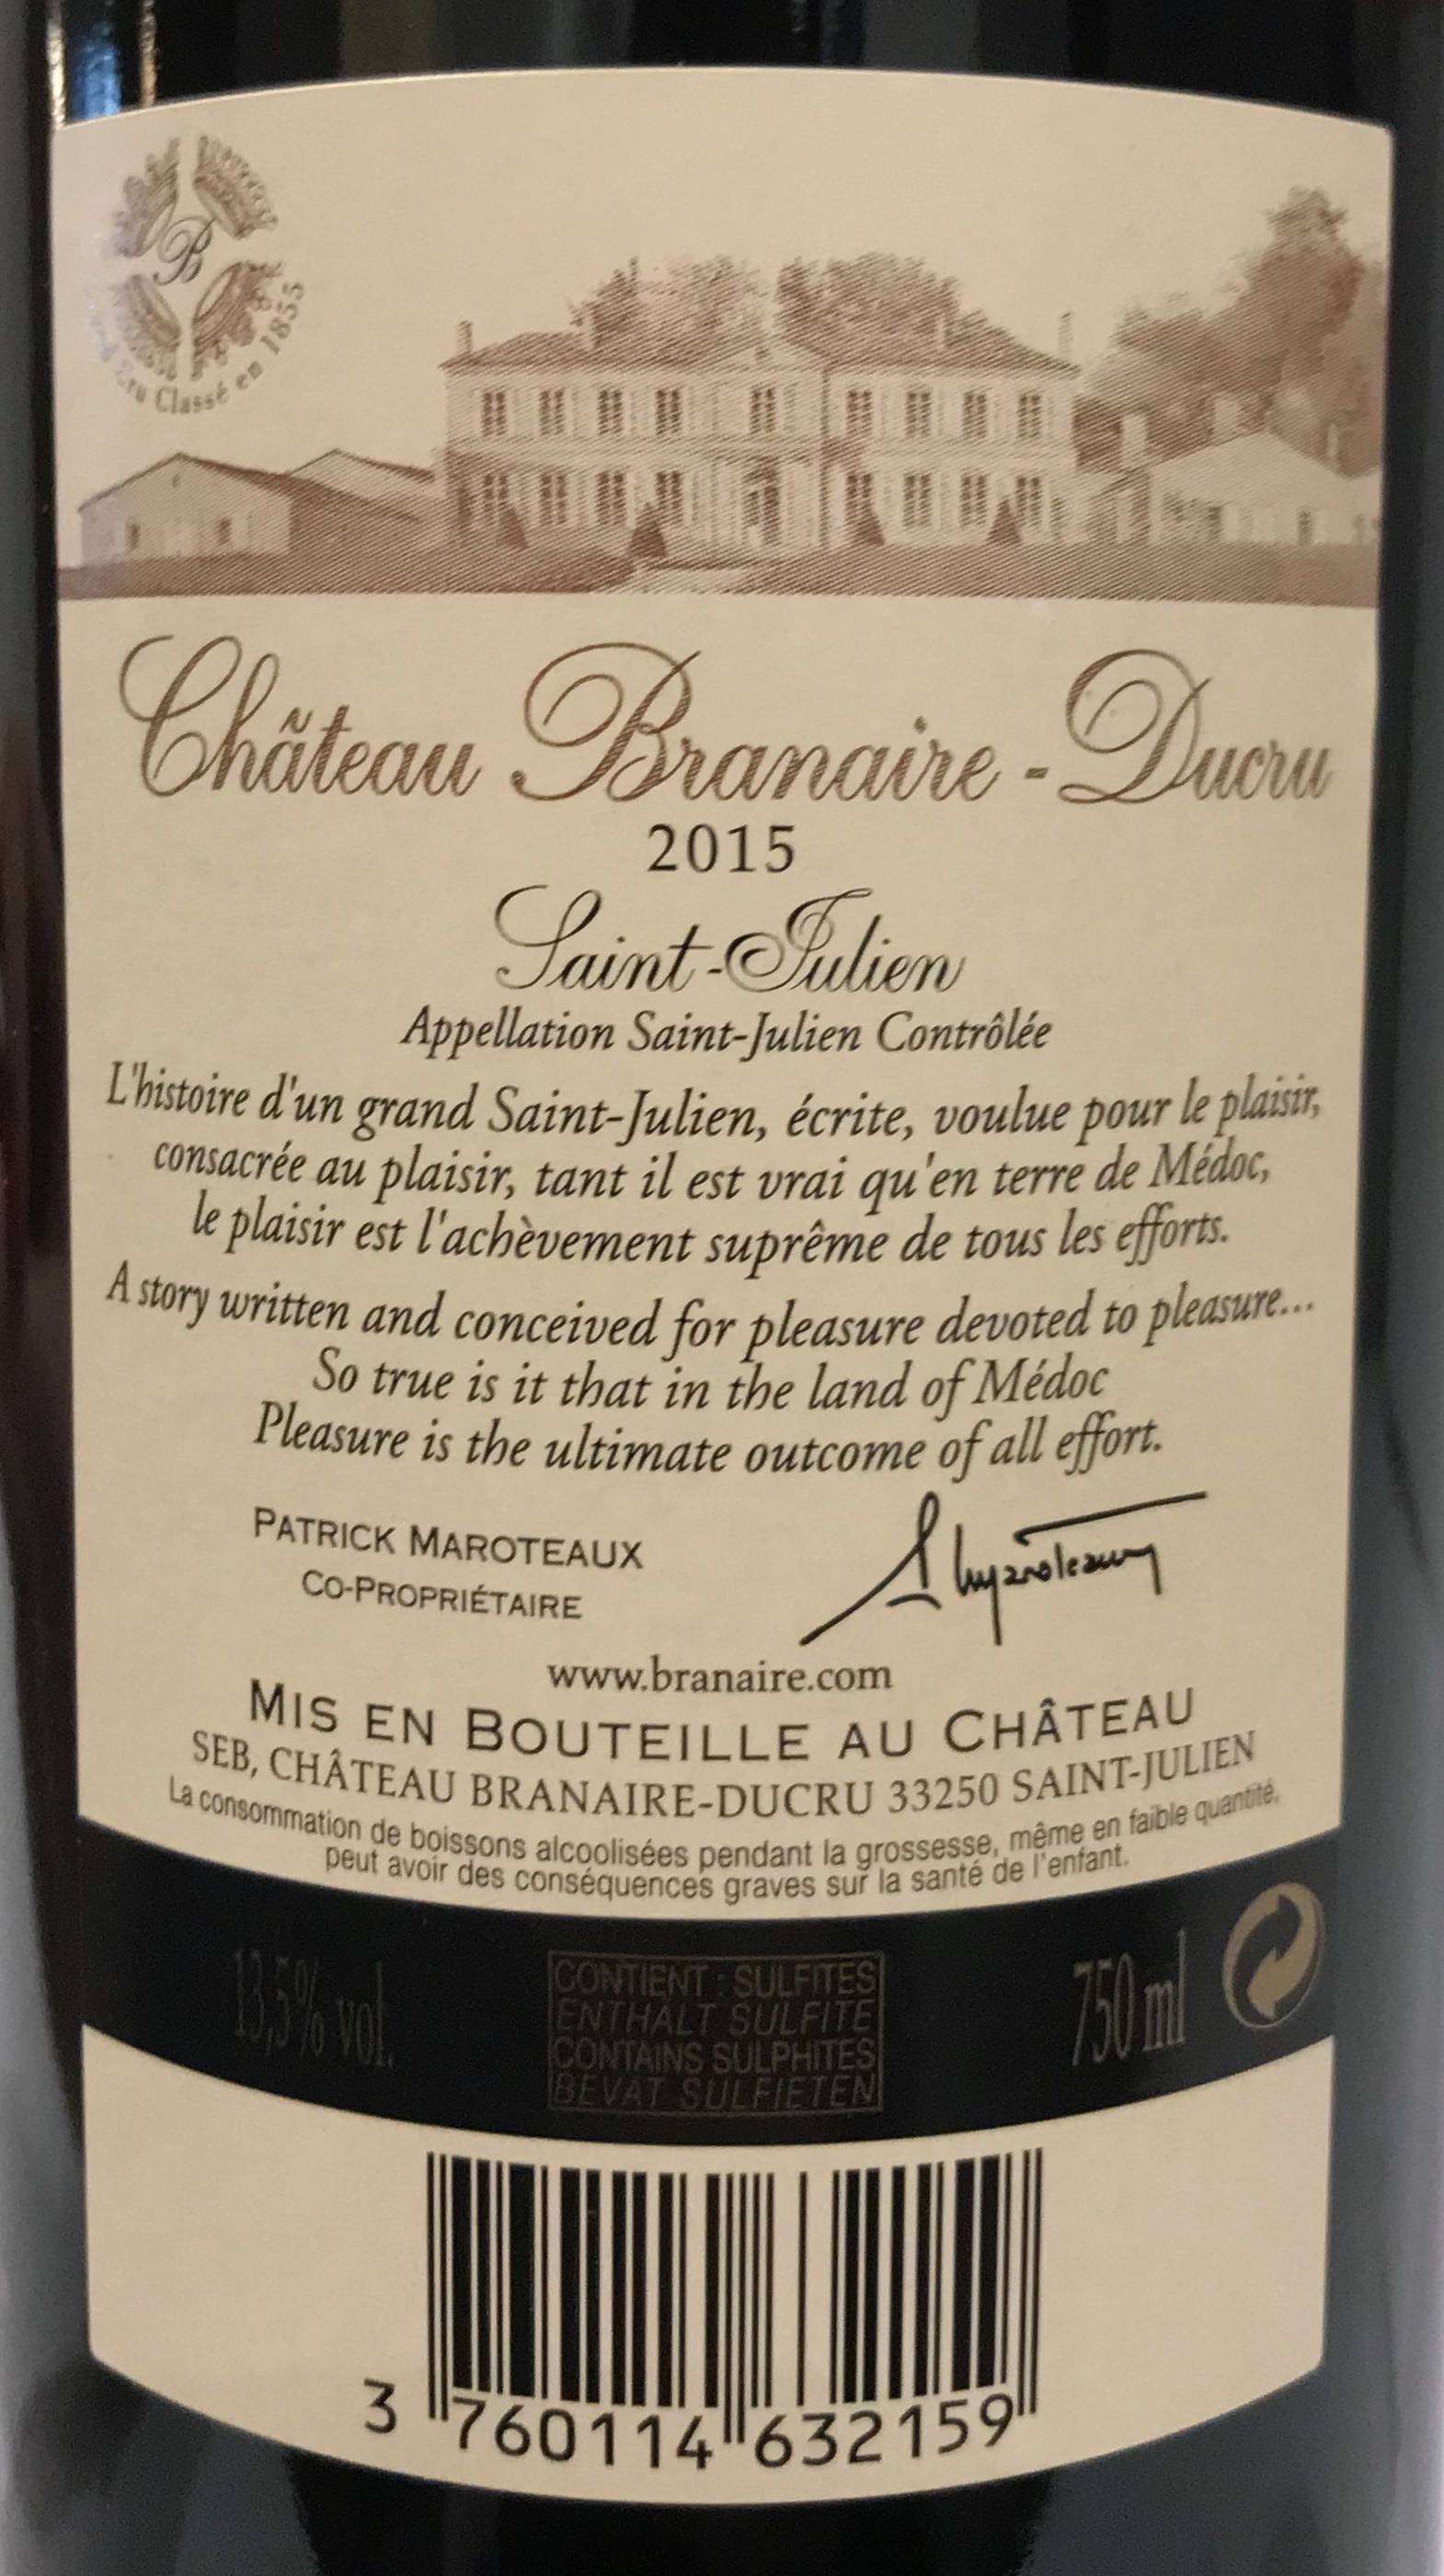 B
Cru Classé en 1855
Château Branaire-Ducru
2015
Saint-Julien
Appellation Saint-Julien Contrôlée
L'histoire d'un grand Saint-Julien, écrite, voulue pour le plaisir,
consacrée au plaisir, tant il est vrai qu'en terre de Médoc,
le plaisir est l'achèvement suprême de tous les efforts.
A story written and conceived for pleasure devoted to pleasure...
So true is it that in the land of Médoc
Pleasure is the ultimate outcome of all effort.
PATRICK MAROTEAUX
CO-PROPRIÉTAIRE
www.branaire.com
MIS EN BOUTEILLE AU CHÂTEAU
SEB, CHÂTEAU BRANAIRE-DUCRU 33250 SAINT-JULIEN
La consommation de boissons alcoolisées pendant la grossesse, même en faible quantité,
peut avoir des conséquences graves sur la santé de l'enfant.
13,5% vol.
CONTIENT : SULFITES
ENTHÄLT SULFITE
CONTAINS SULPHITES
BEVAT SULFIETEN
750 ml
3 760114 632159